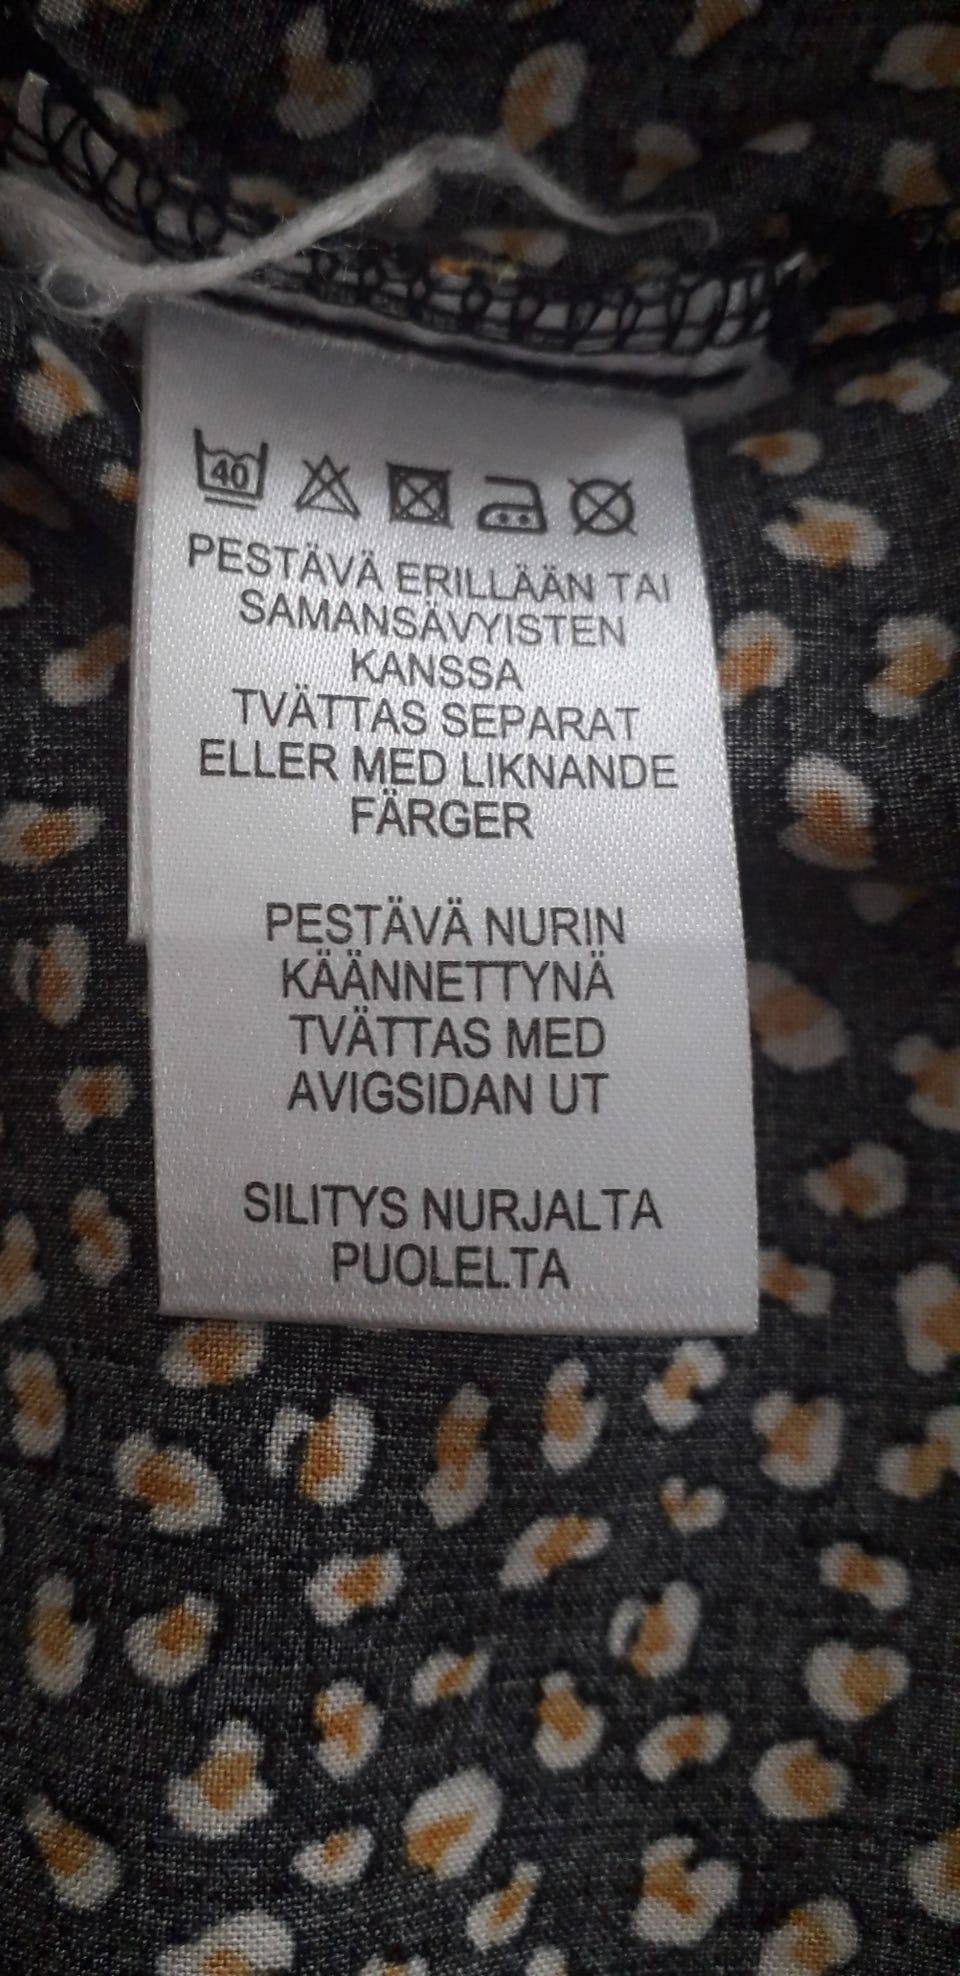 40
PESTÄVÄ ERILLÄÄN TAI
SAMANSÄVYISTEN
KANSSA
TVÄTTAS SEPARAT
ELLER MED LIKNANDE
FÄRGER
PESTÄVÄ NURIN
KÄÄNNETTYNÄ
TVÄTTAS MED
AVIGSIDAN UT
SILITYS NURJALTA
PUOLELTA